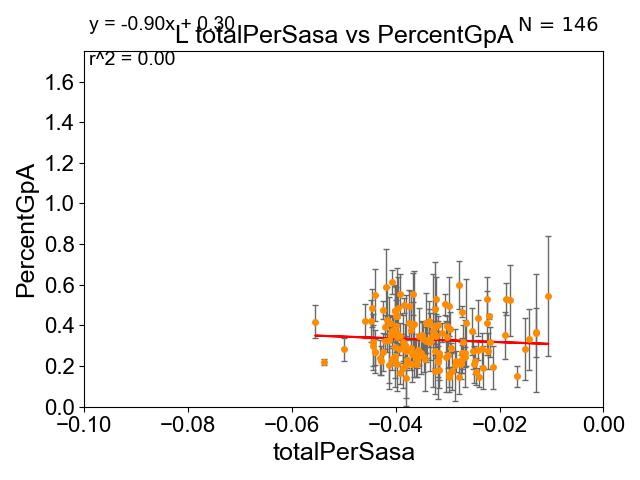 y = -0.90x + 0.30
N = 146
L totalPerSasa vs PercentGpA
r^2 = 0.00
1.6
1.4
1.2
1.0
0.8
0.6
0.4
0.2
0.0
PercentGpA
−0.10 −0.08 −0.06 −0.04 −0.02 0.00
totalPerSasa